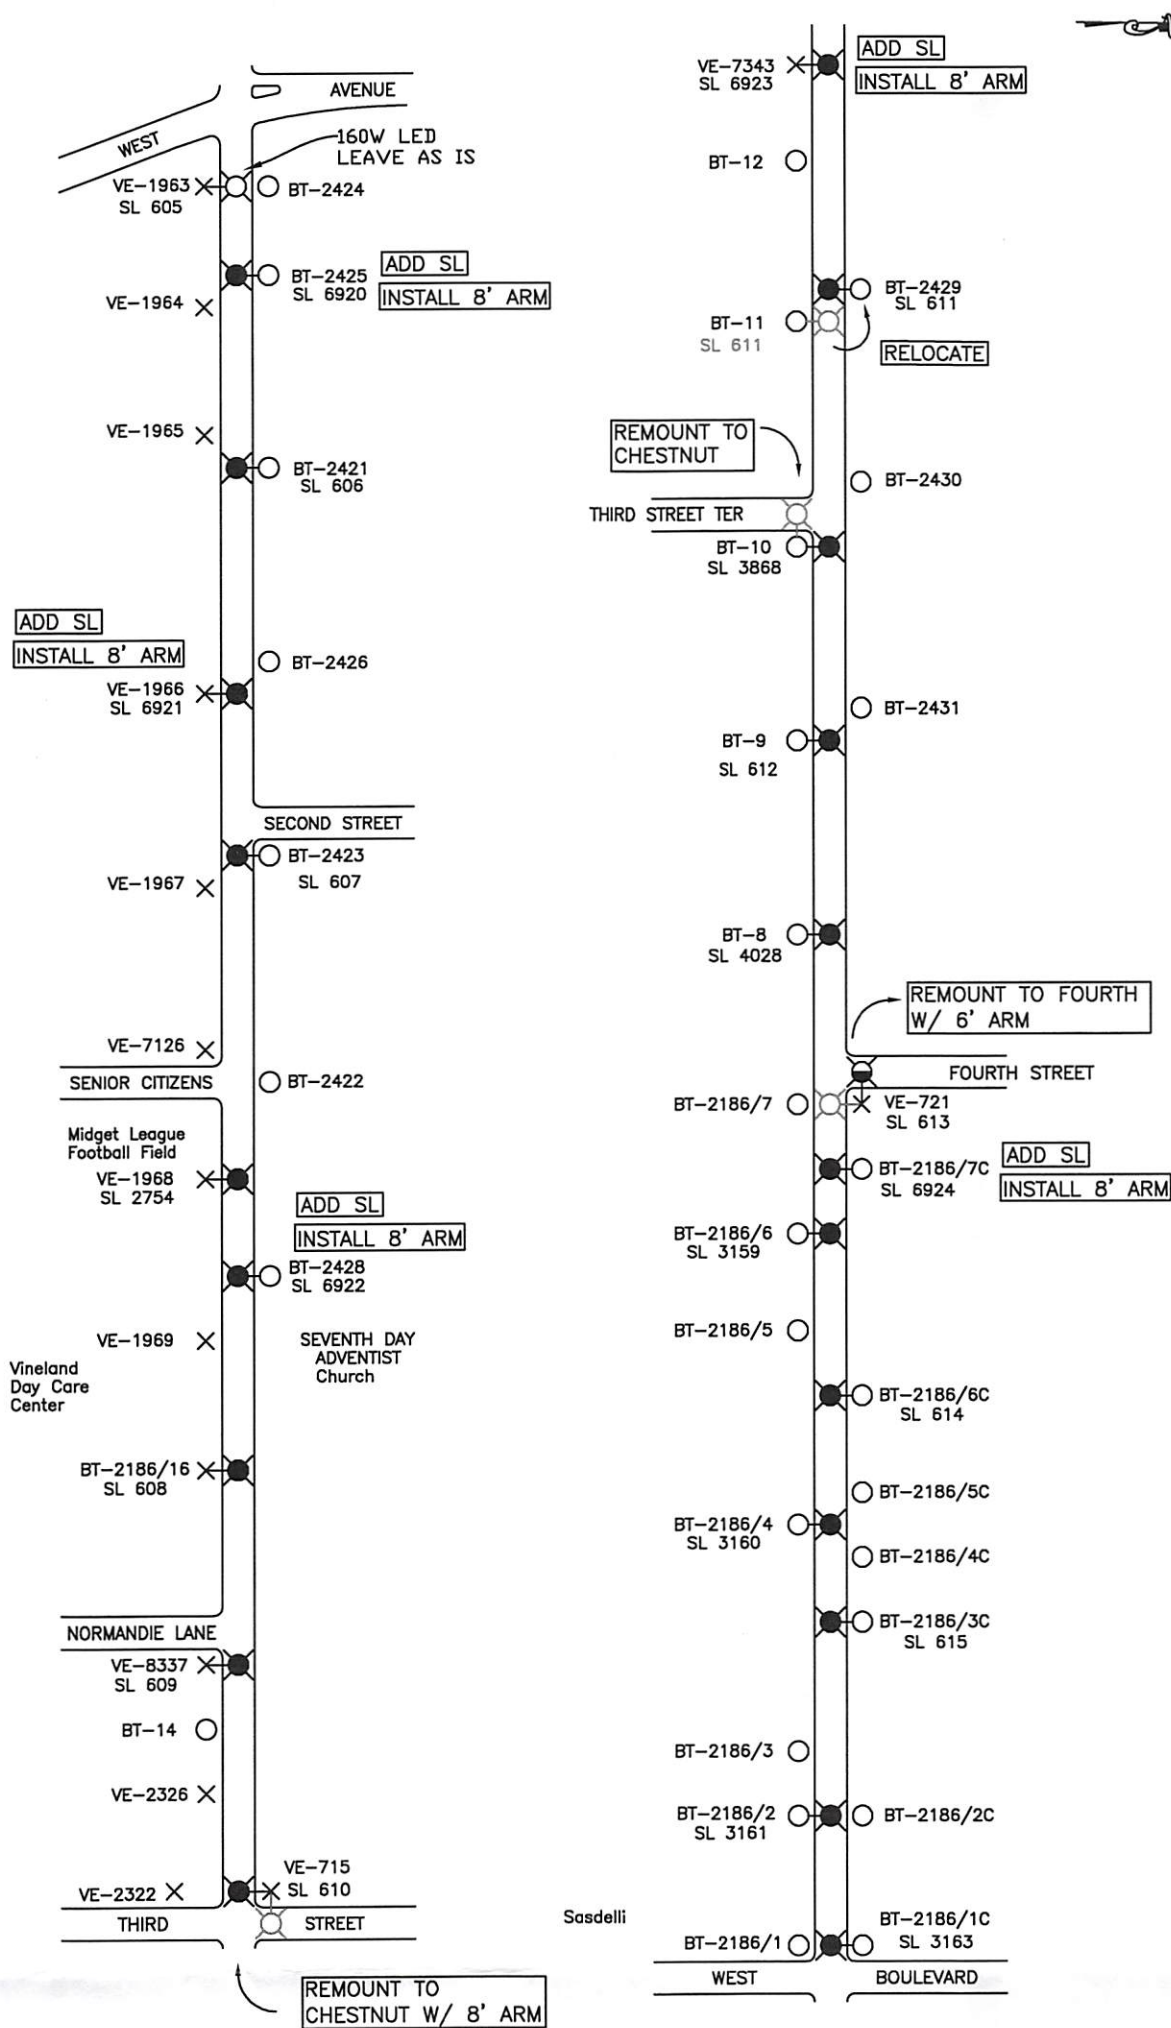 AVENUE
WEST
160W LED
LEAVE AS IS
VE-1963
SL 605
BT-2424
BT-2425
SL 6920
ADD SL
INSTALL 8' ARM
VE-1964
VE-1965
BT-2421
SL 606
ADD SL
INSTALL 8' ARM
VE-1966
SL 6921
BT-2426
SECOND STREET
BT-2423
SL 607
VE-1967
VE-7126
SENIOR CITIZENS
BT-2422
Midget League
Football Field
VE-1968
SL 2754
ADD SL
INSTALL 8' ARM
BT-2428
SL 6922
VE-1969
SEVENTH DAY
ADVENTIST
Church
Vineland
Day Care
Center
BT-2186/16
SL 608
NORMANDIE LANE
VE-8337
SL 609
BT-14
VE-2326
VE-715
SL 610
VE-2322
THIRD
STREET
REMOUNT TO
CHESTNUT W/ 8' ARM
VE-7343
SL 6923
ADD SL
INSTALL 8' ARM
BT-12
BT-2429
SL 611
BT-11
SL 611
RELOCATE
REMOUNT TO
CHESTNUT
BT-2430
THIRD STREET TER
BT-10
SL 3868
BT-2431
BT-9
SL 612
BT-8
SL 4028
REMOUNT TO FOURTH
W/ 6' ARM
FOURTH STREET
BT-2186/7
VE-721
SL 613
BT-2186/7C
SL 6924
ADD SL
INSTALL 8' ARM
BT-2186/6
SL 3159
BT-2186/5
BT-2186/6C
SL 614
BT-2186/5C
BT-2186/4
SL 3160
BT-2186/4C
BT-2186/3C
SL 615
BT-2186/3
BT-2186/2
SL 3161
BT-2186/2C
Sasdelli
BT-2186/1
BT-2186/1C
SL 3163
WEST
BOULEVARD